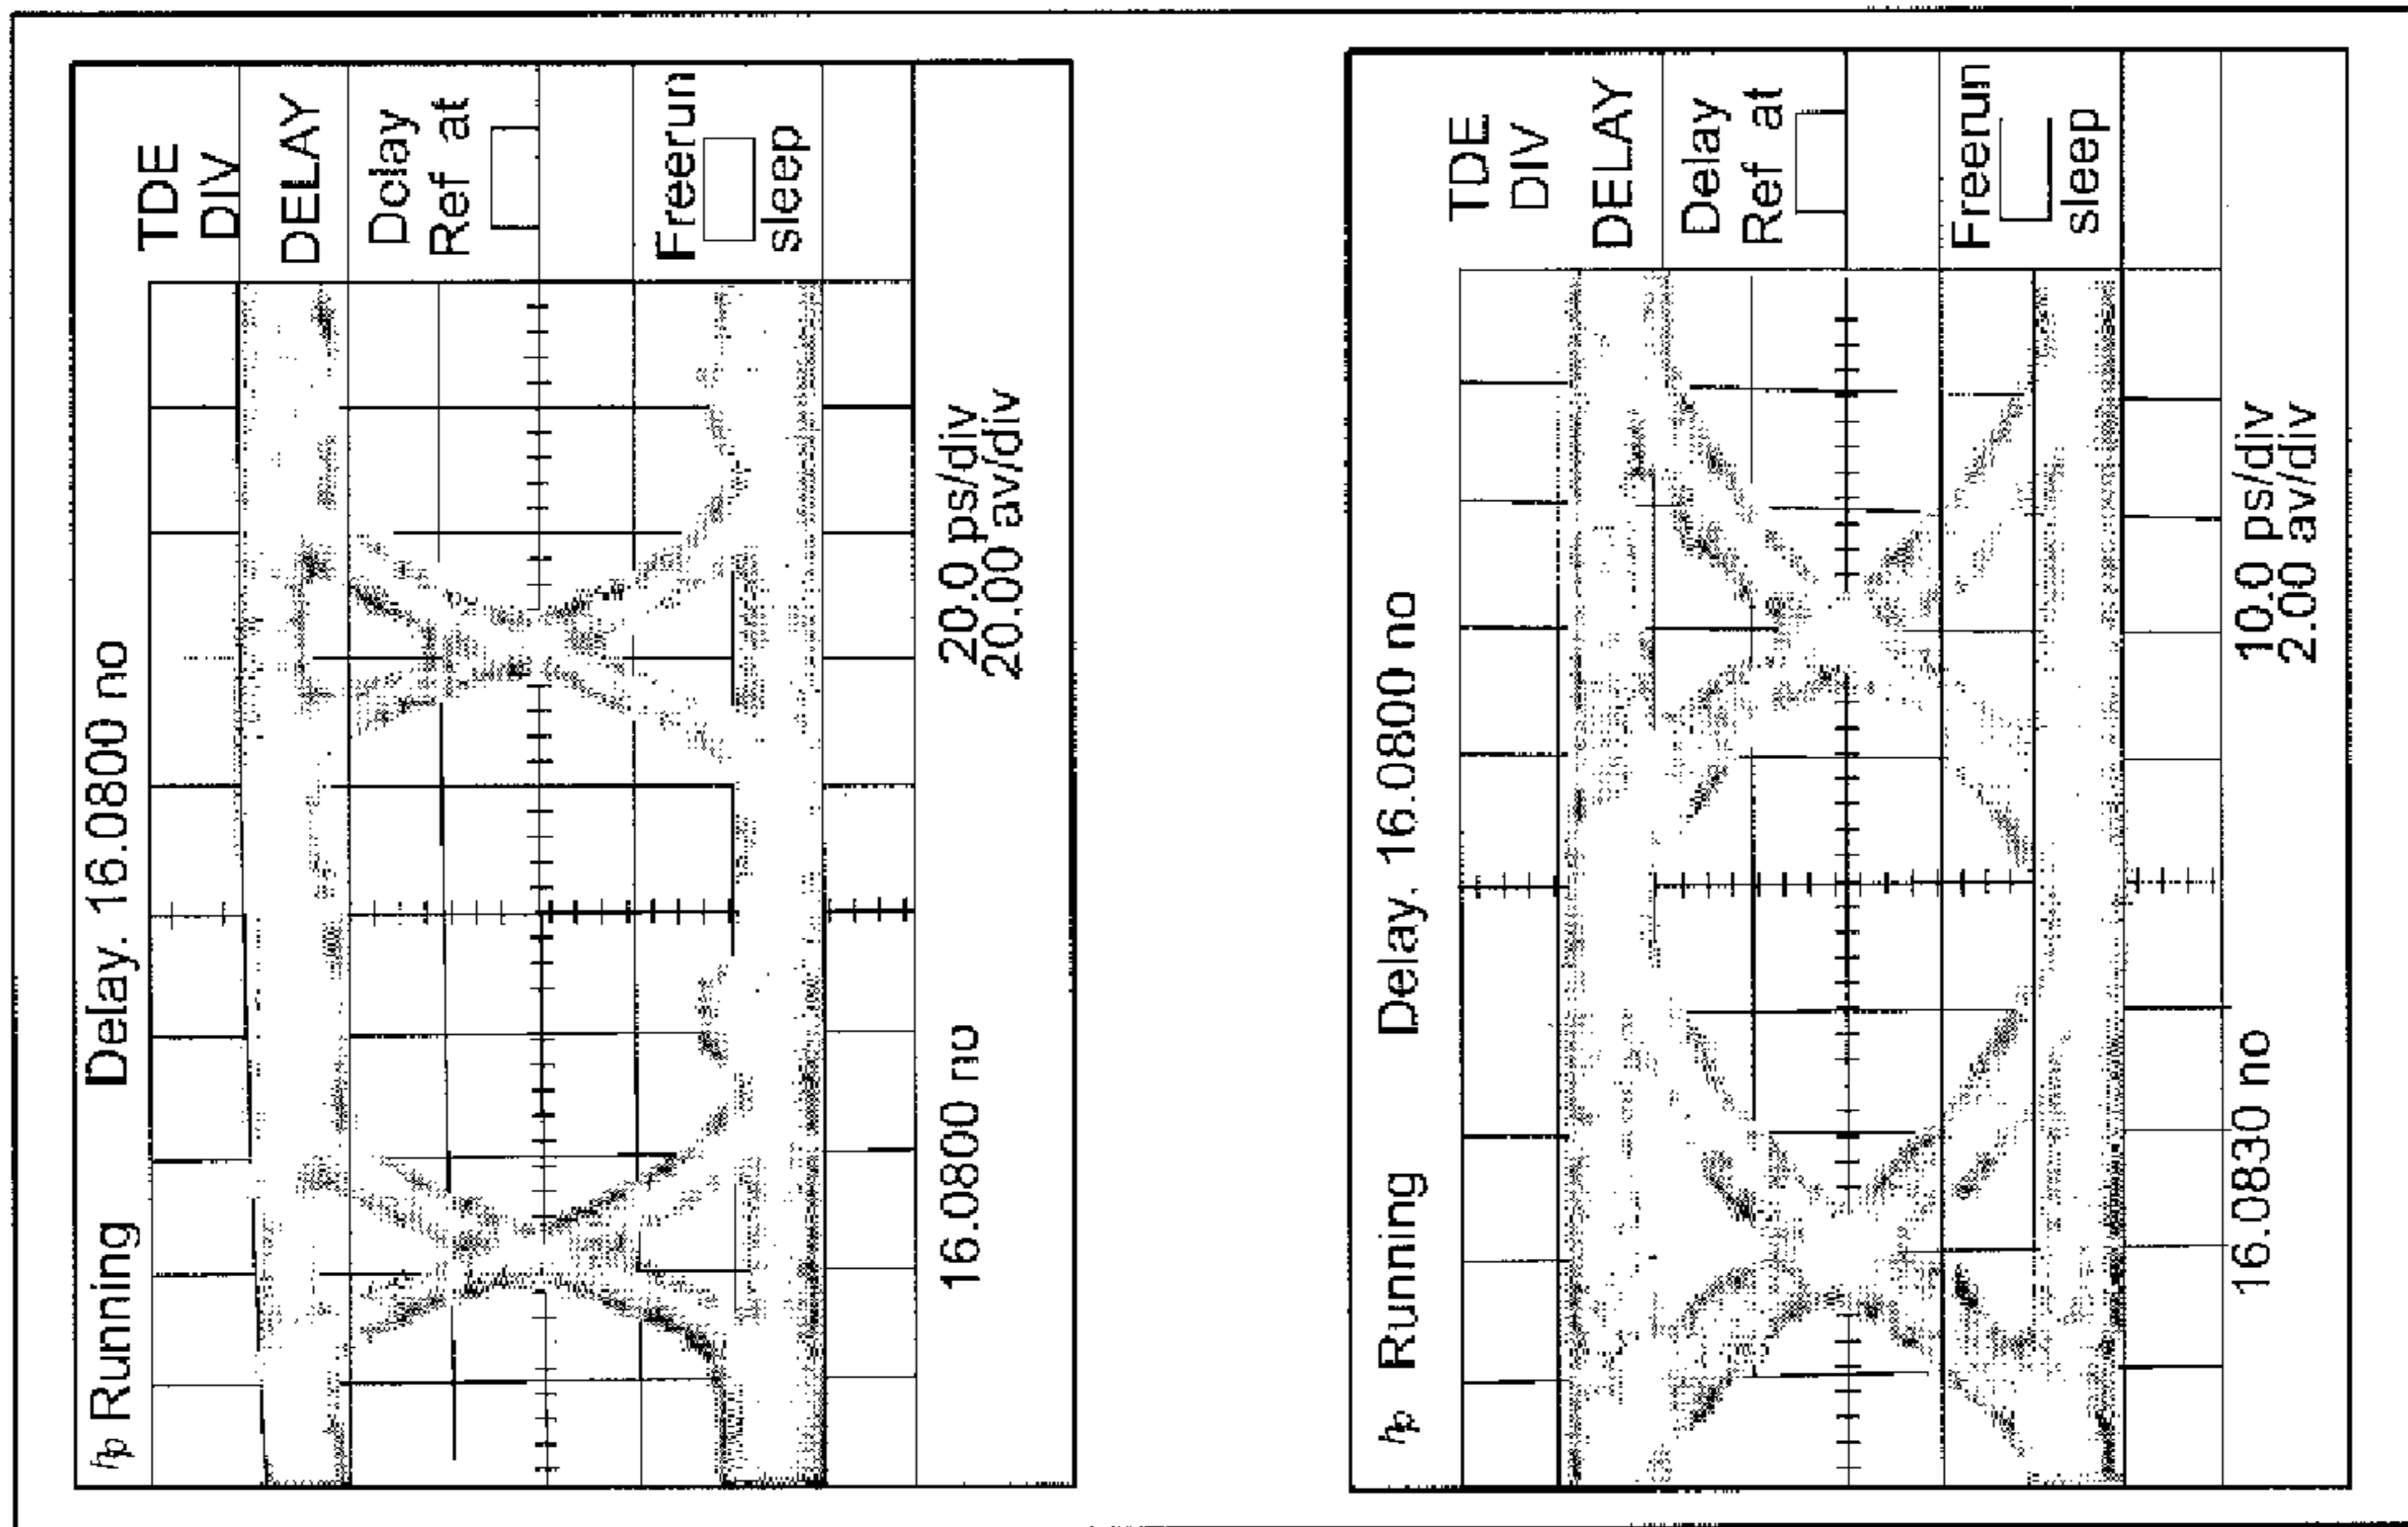 hp Running Delay. 16.0800 no
TDE
DIV
DELAY
Dclay
Ref at
Freerun
sleep
16.0800 no
20.0 ps/div
20.00 av/div
hp Running Delay. 16.0800 no
TDE
DIV
DELAY
Delay
Ref at
Freerun
sleep
16.0830 no
10.0 ps/div
2.00 av/div